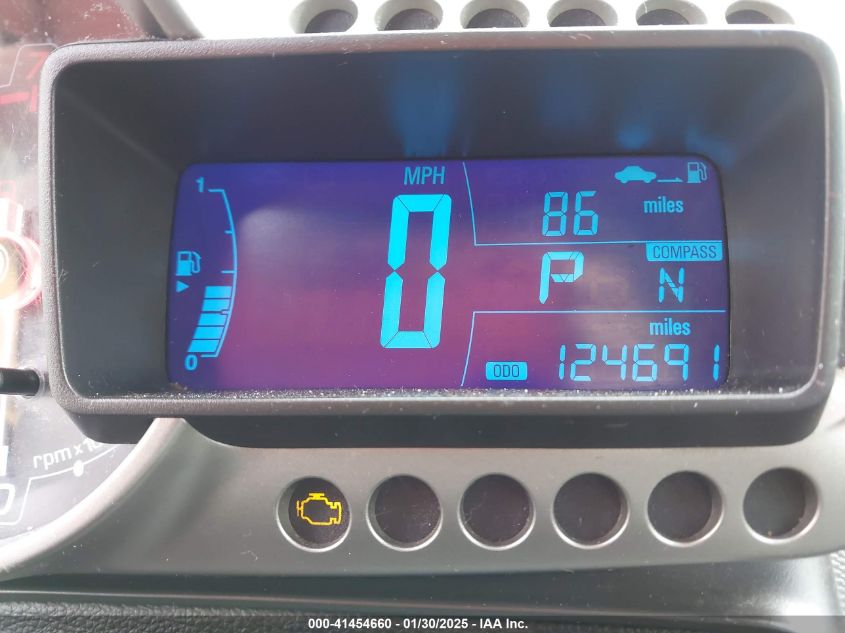 1
MPH
86
miles
COMPASS
P
N
miles
0
0
ODO
124691
rpm x
000-41454660 - 01/30/2025 - IAA Inc.